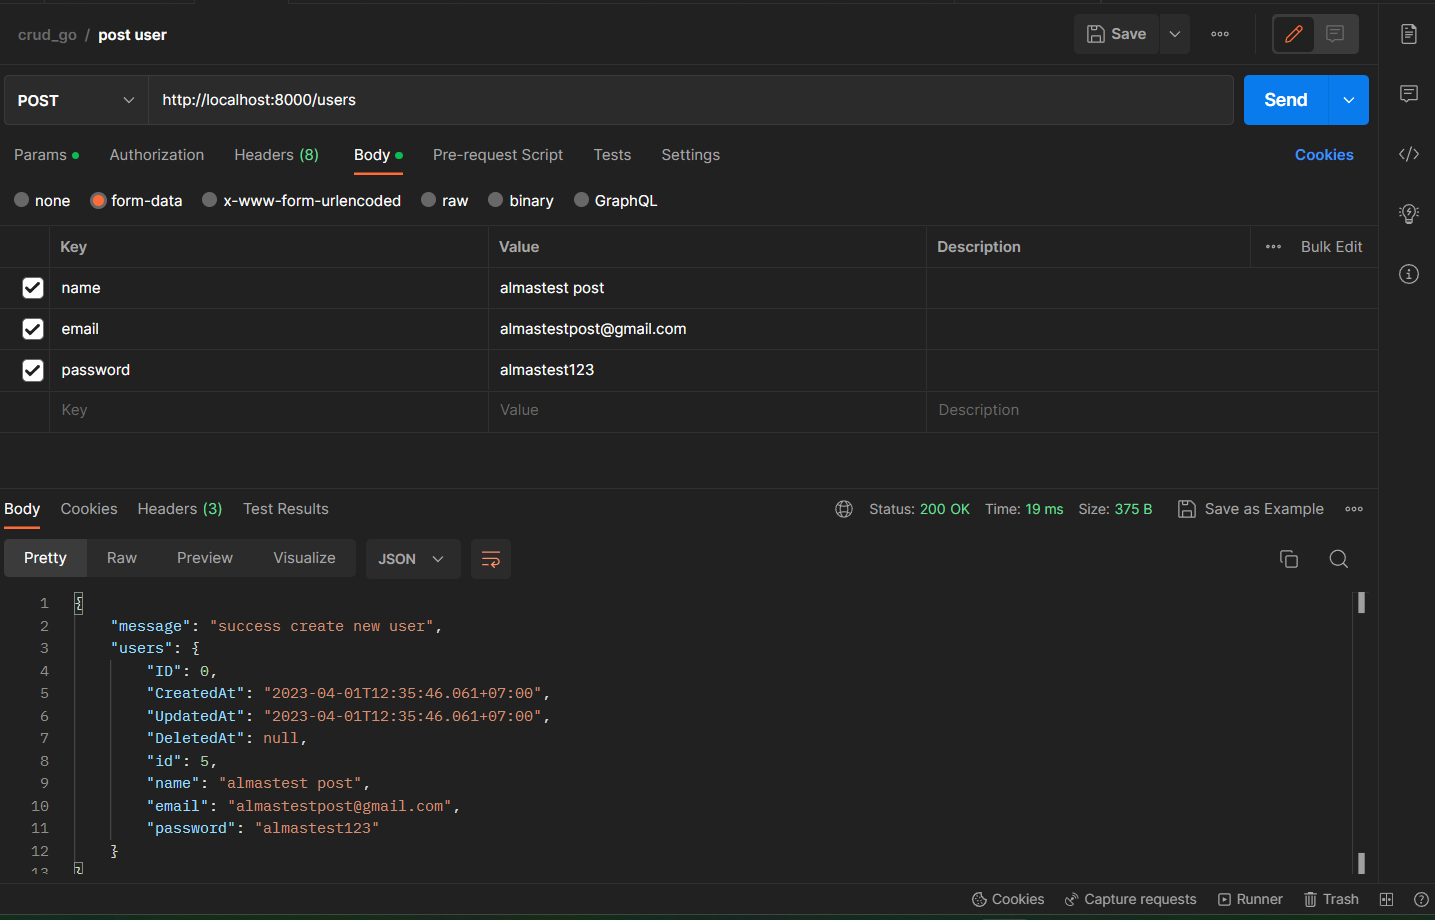 crud_go / post user
Save
POST
http://localhost:8000/users
Send
Params
Authorization
Headers (8)
Body
Pre-request Script
Tests
Settings
Cookies
none
form-data
x-www-form-urlencoded
raw
binary
GraphQL
Key
Value
Description
Bulk Edit
name
almastest post
email
almastestpost@gmail.com
password
almastest123
Key
Value
Description
Body
Cookies
Headers (3)
Test Results
Status: 200 OK
Time: 19 ms
Size: 375 B
Save as Example
Pretty
Raw
Preview
Visualize
JSON
1 {
2 "message": "success create new user",
3 "users": {
4 "ID": 0,
5 "CreatedAt": "2023-04-01T12:35:46.061+07:00",
6 "UpdatedAt": "2023-04-01T12:35:46.061+07:00",
7 "DeletedAt": null,
8 "id": 5,
9 "name": "almastest post",
10 "email": "almastestpost@gmail.com",
11 "password": "almastest123"
12 }
13 }
Cookies
Capture requests
Runner
Trash